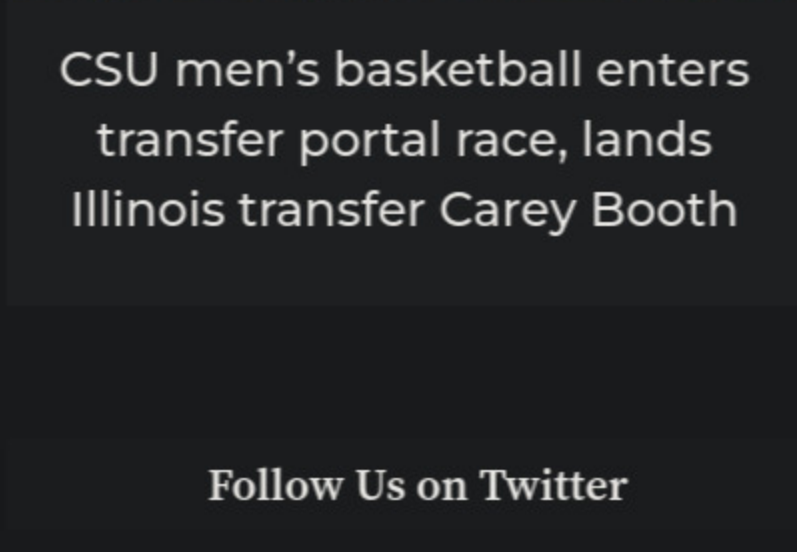 CSU men’s basketball enters
transfer portal race, lands
Illinois transfer Carey Booth
Follow Us on Twitter